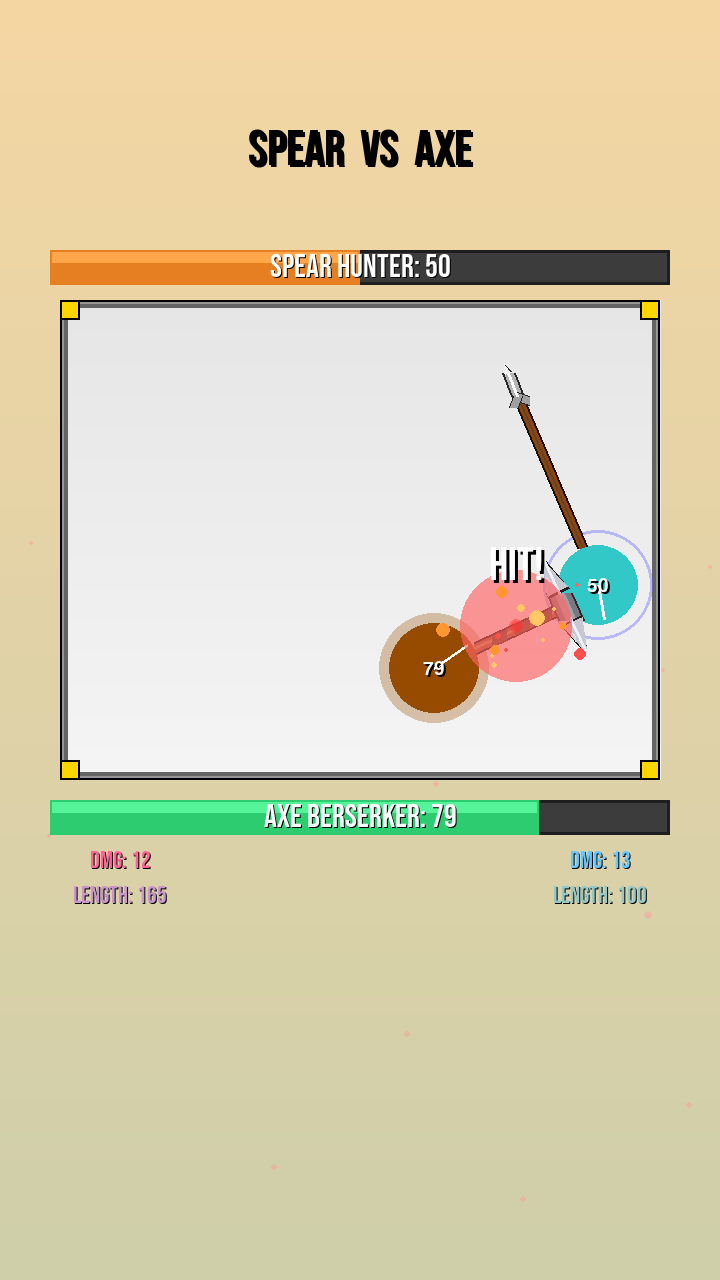 SPEAR VS AXE
SPEAR HUNTER: 50
HIT!
50
79
AXE BERSERKER: 79
DMG: 12
DMG: 13
LENGTH: 165
LENGTH: 100